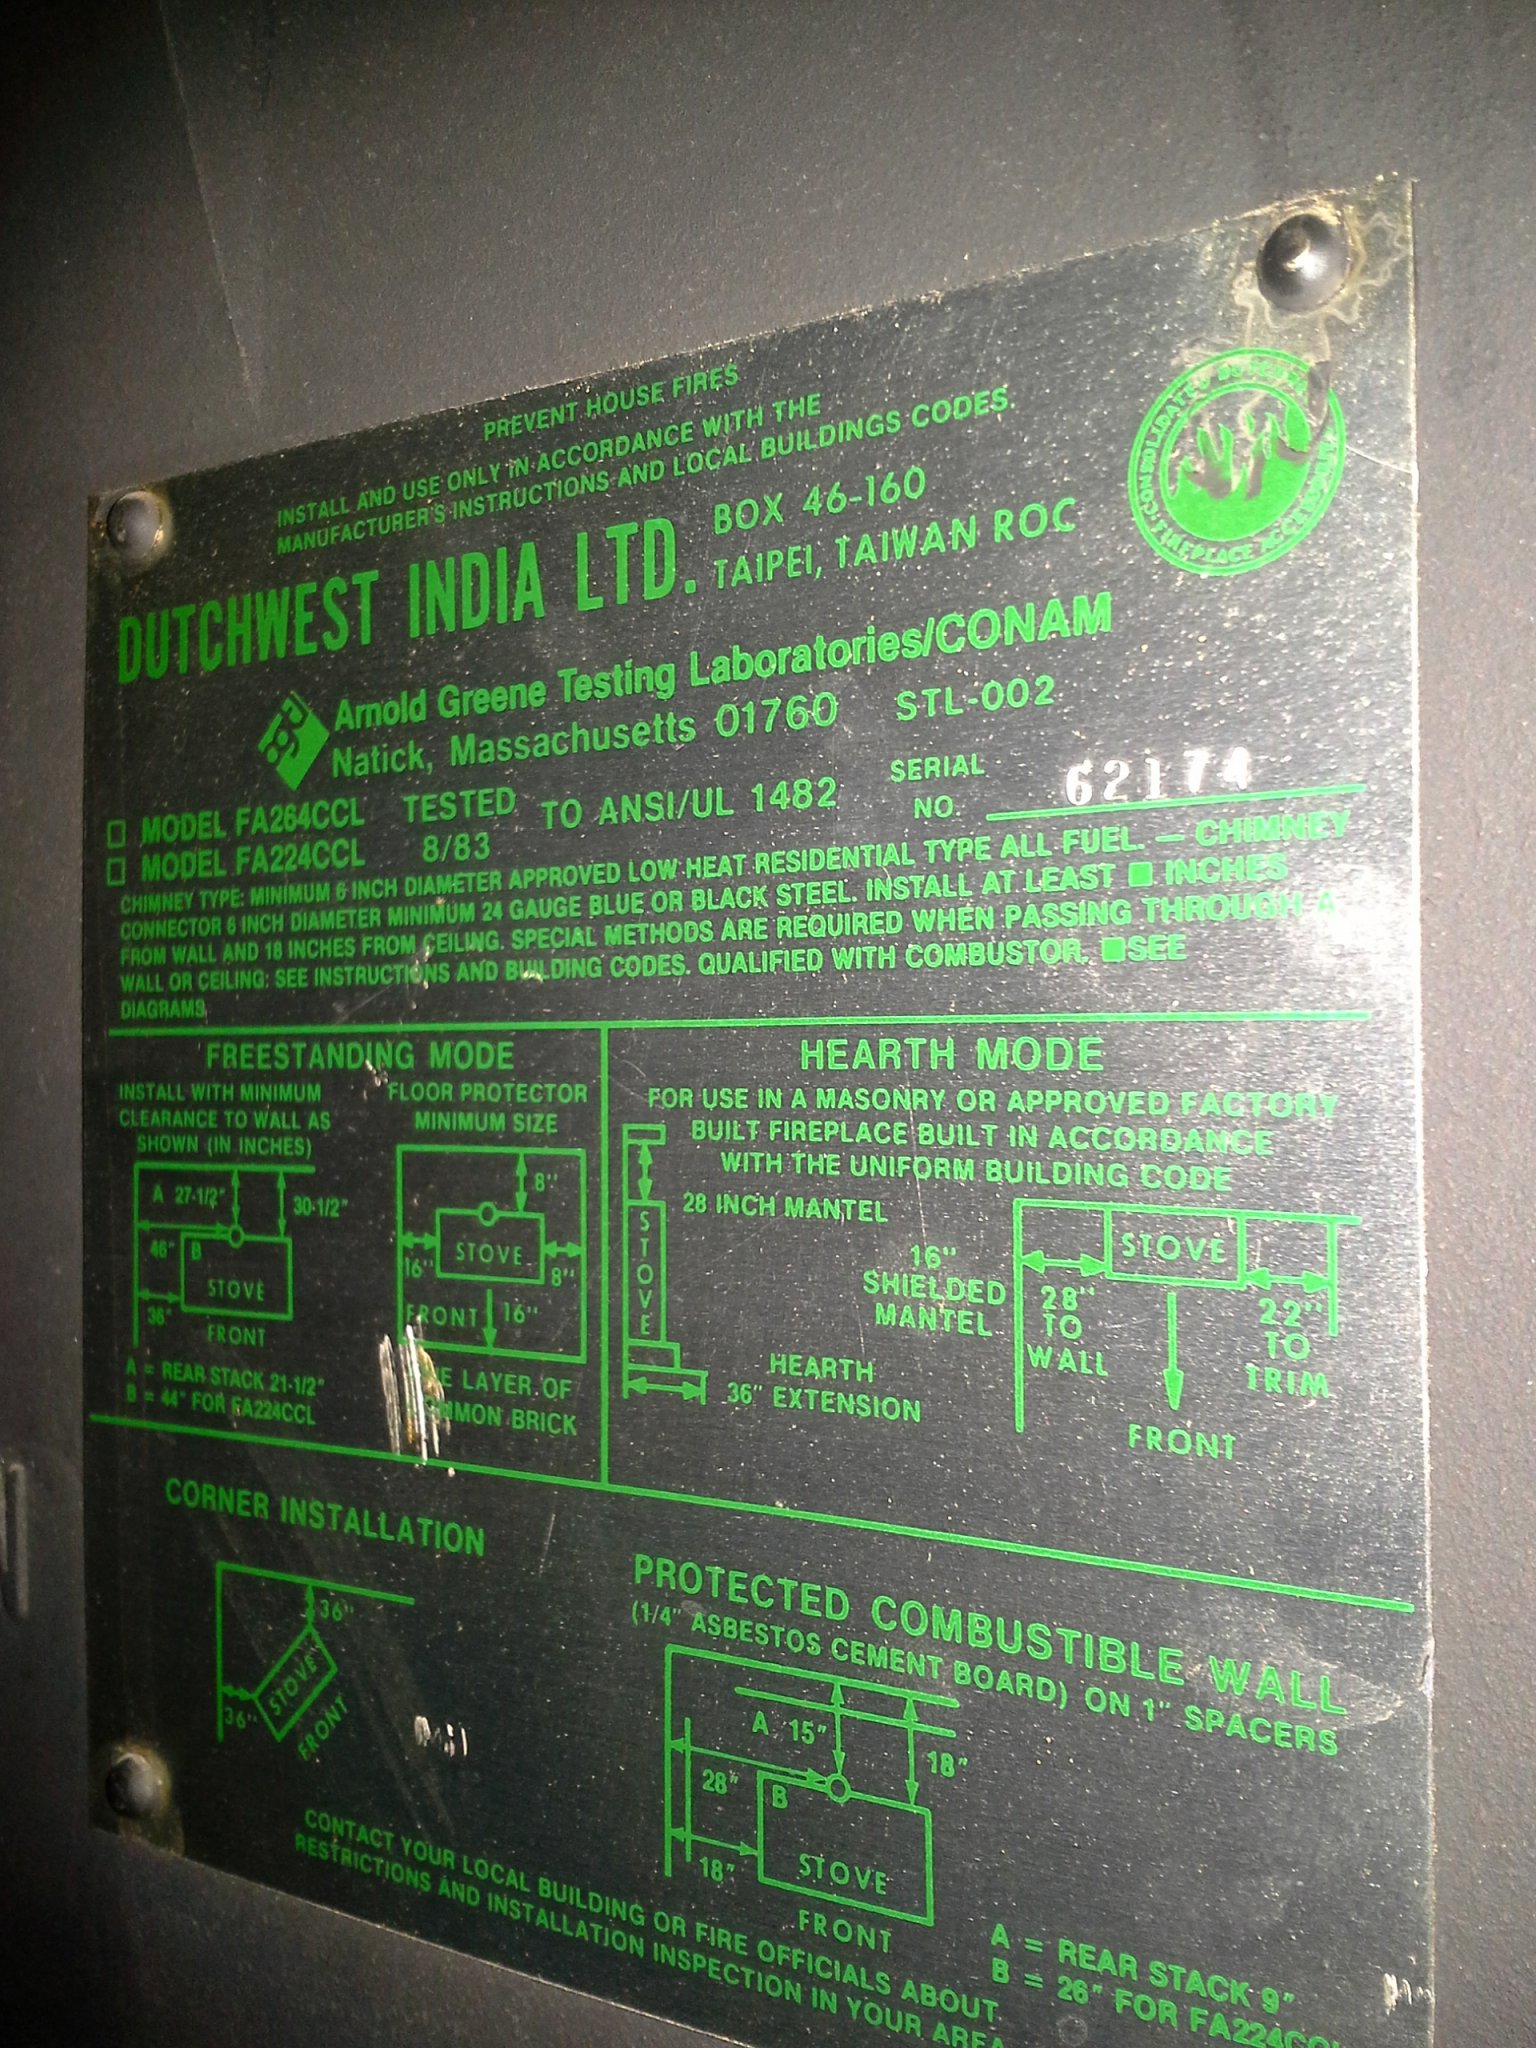 PREVENT HOUSE FIRES
INSTALL AND USE ONLY IN ACCORDANCE WITH THE
MANUFACTURER'S INSTRUCTIONS AND LOCAL BUILDINGS CODES.
DUTCHWEST INDIA LTD.
BOX 46-160
TAIPEI, TAIWAN ROC
CONSOLIDATED
FIREPLACE
Arnold Greene Testing Laboratories/CONAM
Natick, Massachusetts 01760 STL-002
MODEL FA264CCL TESTED TO ANSI/UL 1482
MODEL FA224CCL 8/83
SERIAL
NO. 62174
CHIMNEY TYPE: MINIMUM 6 INCH DIAMETER APPROVED LOW HEAT RESIDENTIAL TYPE ALL FUEL. — CHIMNEY
CONNECTOR 6 INCH DIAMETER MINIMUM 24 GAUGE BLUE OR BLACK STEEL. INSTALL AT LEAST ■ INCHES
FROM WALL AND 18 INCHES FROM CEILING. SPECIAL METHODS ARE REQUIRED WHEN PASSING THROUGH A
WALL OR CEILING: SEE INSTRUCTIONS AND BUILDING CODES. QUALIFIED WITH COMBUSTOR. ■ SEE
DIAGRAMS
FREESTANDING MODE
INSTALL WITH MINIMUM
CLEARANCE TO WALL AS
SHOWN (IN INCHES)
A 27-1/2"
30-1/2"
46"
B
STOVE
36"
FRONT
A = REAR STACK 21-1/2"
B = 44" FOR FA224CCL
FLOOR PROTECTOR
MINIMUM SIZE
8"
STOVE
16"
8"
FRONT 16"
LAYER OF
BRICK
HEARTH MODE
FOR USE IN A MASONRY OR APPROVED FACTORY
BUILT FIREPLACE BUILT IN ACCORDANCE
WITH THE UNIFORM BUILDING CODE
28 INCH MANTEL
STOVE
16"
SHIELDED
MANTEL
HEARTH
36" EXTENSION
STOVE
28"
TO
WALL
22"
TO
TRIM
FRONT
CORNER INSTALLATION
36"
STOVE
36"
FRONT
PROTECTED COMBUSTIBLE WALL
(1/4" ASBESTOS CEMENT BOARD) ON 1" SPACERS
A 15"
18"
28"
B
18"
STOVE
FRONT
A = REAR STACK 9"
B = 26" FOR
CONTACT YOUR LOCAL BUILDING OR FIRE OFFICIALS ABOUT
RESTRICTIONS AND INSTALLATION INSPECTION IN YOUR AREA